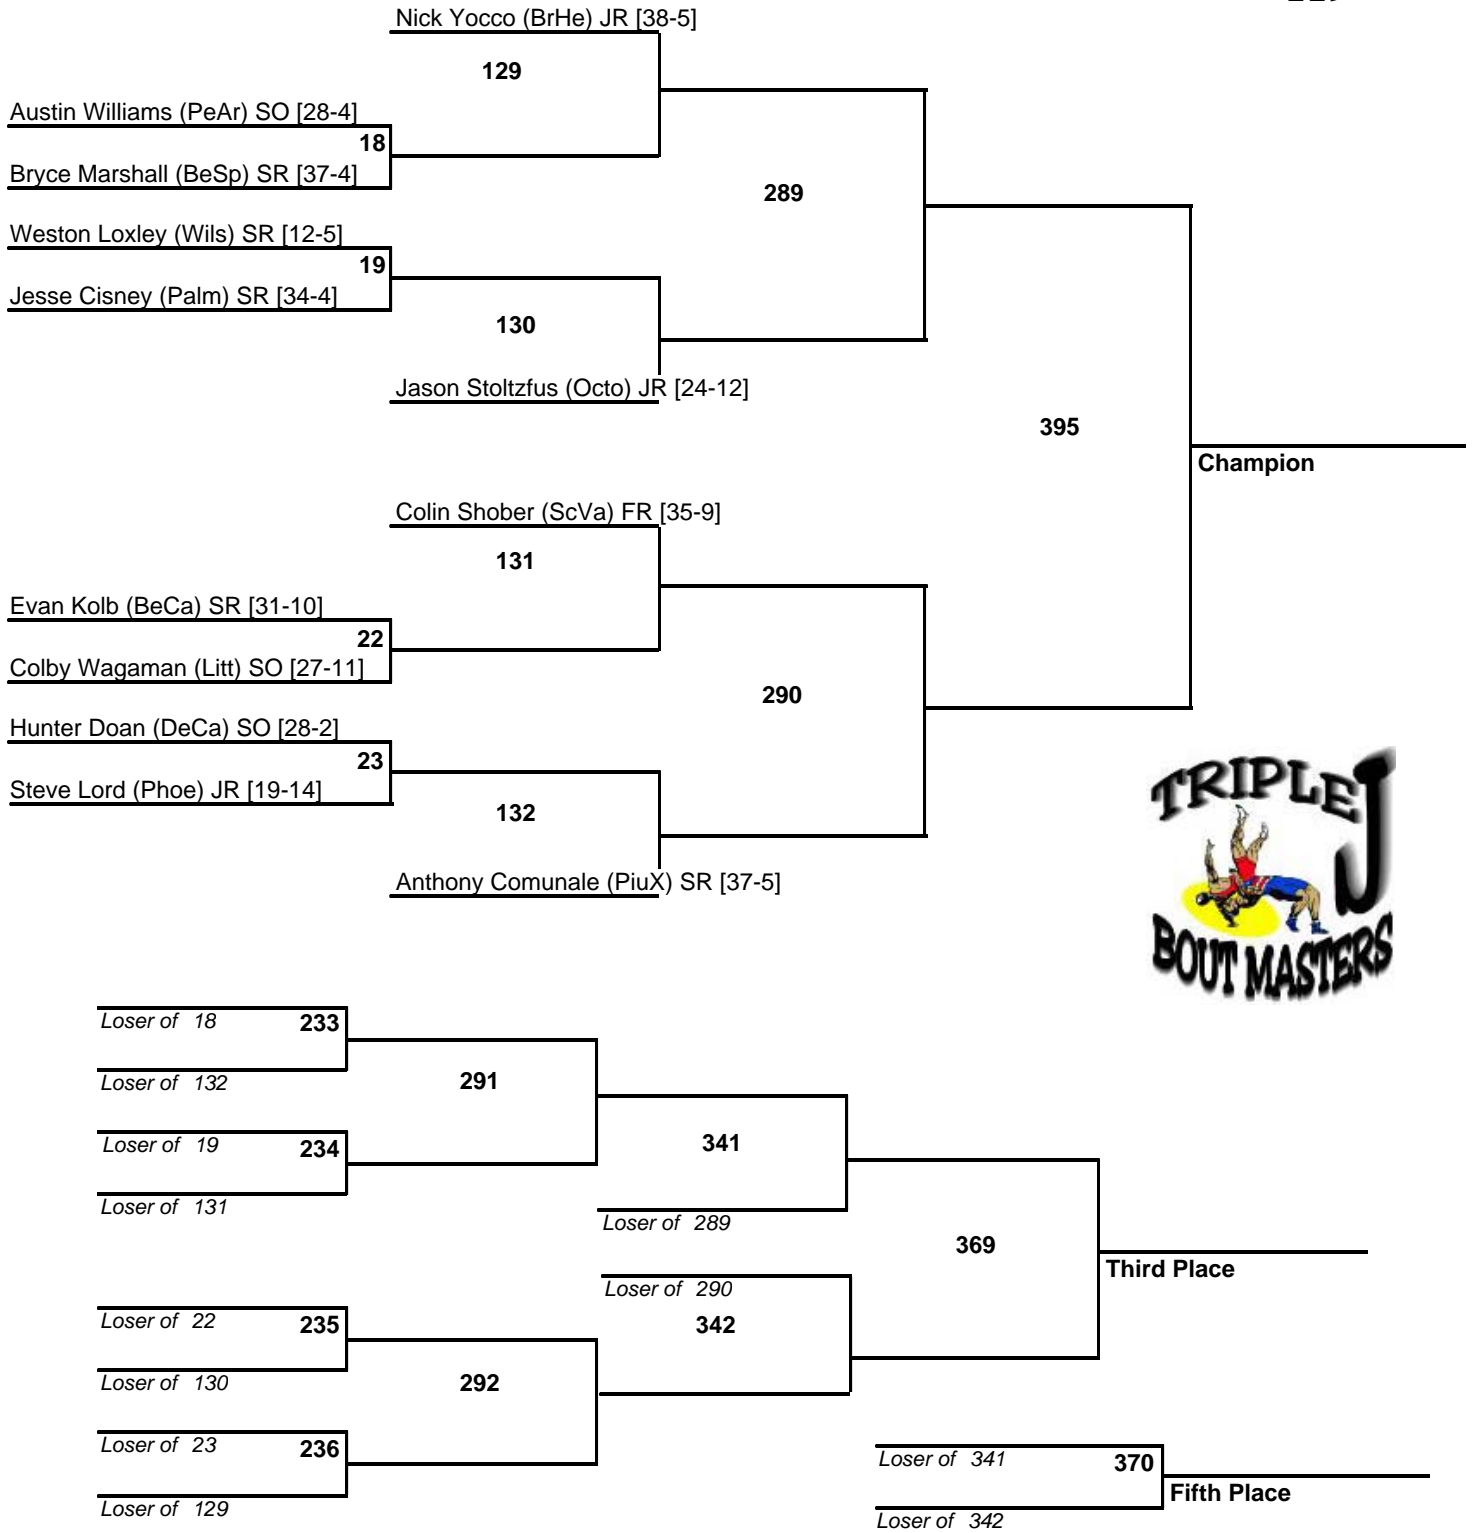 Nick Yocco (BrHe) JR [38-5]
129
Austin Williams (PeAr) SO [28-4]
18
Bryce Marshall (BeSp) SR [37-4]
289
Weston Loxley (Wils) SR [12-5]
19
Jesse Cisney (Palm) SR [34-4]
130
Jason Stoltzfus (Octo) JR [24-12]
395
Champion
Colin Shober (ScVa) FR [35-9]
131
Evan Kolb (BeCa) SR [31-10]
22
Colby Wagaman (Litt) SO [27-11]
290
Hunter Doan (DeCa) SO [28-2]
23
Steve Lord (Phoe) JR [19-14]
132
Anthony Comunale (PiuX) SR [37-5]
TRIPLE J
BOUT MASTERS
Loser of 18
233
Loser of 132
291
Loser of 19
234
Loser of 131
341
Loser of 289
369
Third Place
Loser of 290
342
Loser of 22
235
Loser of 130
292
Loser of 23
236
Loser of 129
Loser of 341
370
Fifth Place
Loser of 342